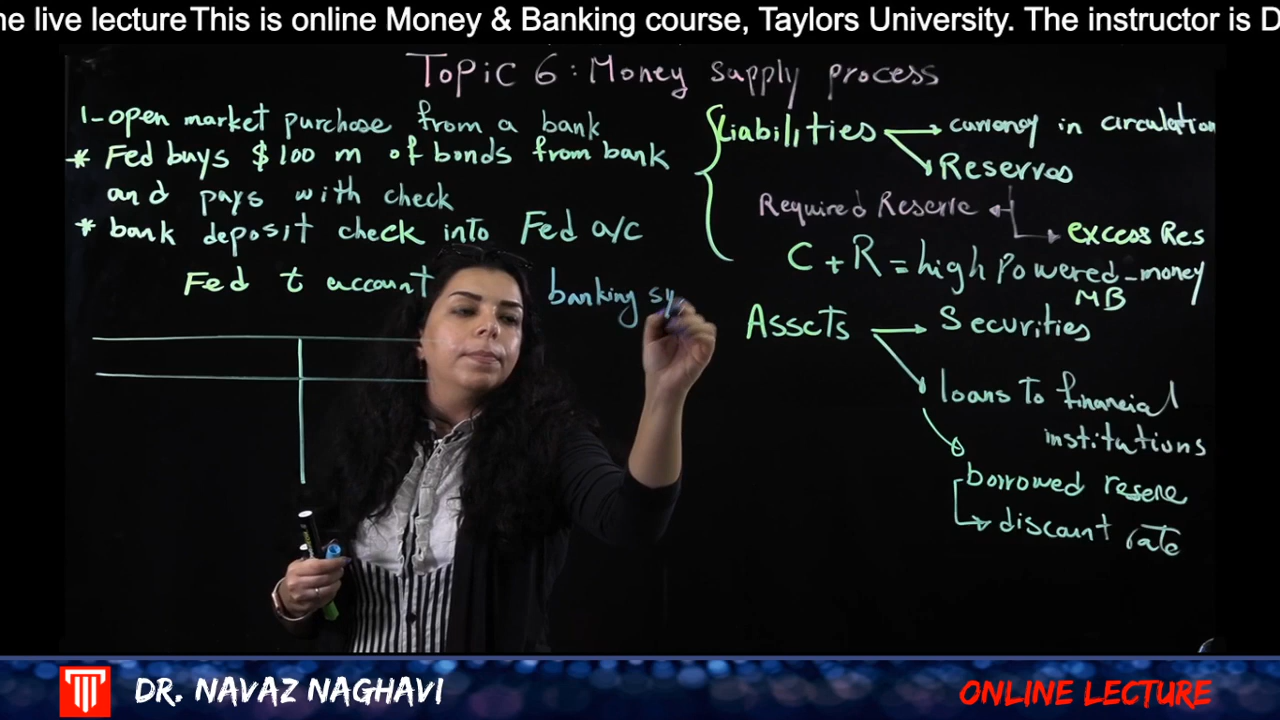 he live lectureThis is online Money & Banking course, Taylors University. The instructor is D
Topic 6: Money supply process
1-open market purchase from a bank
* Fed buys $100 m of bonds from bank
and pays with check
* bank deposit check into Fed a/c
Fed t account
banking sy
Liabilities currency in circulation
Reserves
Required Reserve
excess Res
C + R = high powered-money
MB
Assets Securities
loans to financial
institutions
borrowed resere
discount rate
DR. NAVAZ NAGHAVI
ONLINE LECTURE